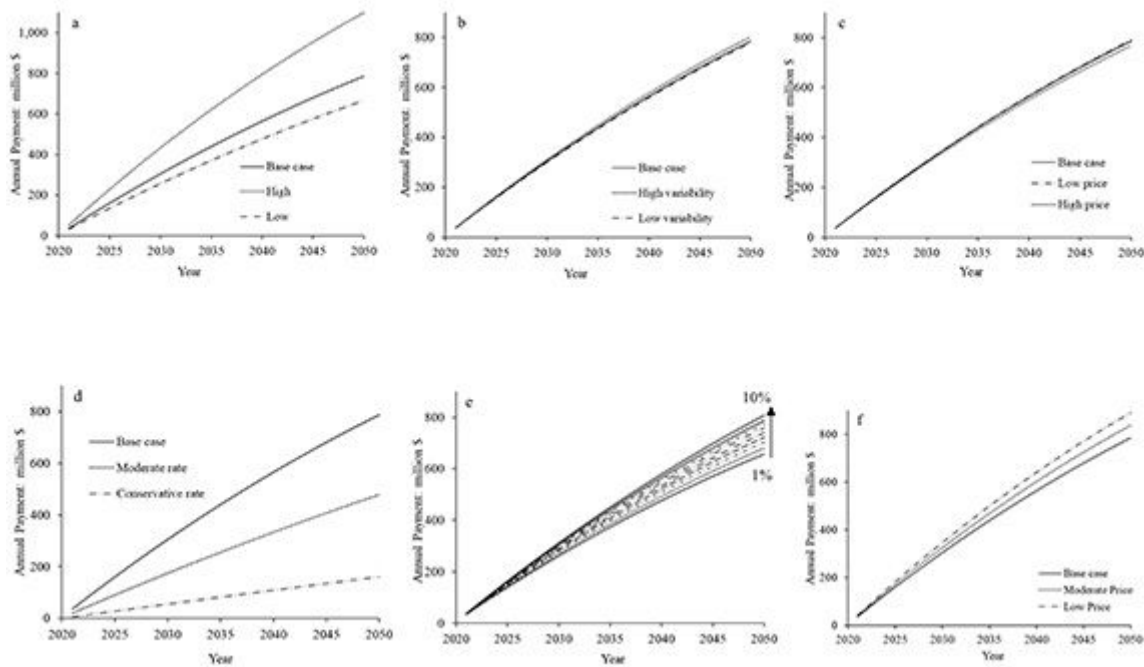 a
Annual Payment: million $
1,000
800
600
400
200
0
Base case
High
Low
2020 2025 2030 2035 2040 2045 2050
Year
b
Annual Payment: million $
800
600
400
200
0
Base case
High variability
Low variability
2020 2025 2030 2035 2040 2045 2050
Year
c
Annual Payment: million $
800
600
400
200
0
Base case
Low price
High price
2020 2025 2030 2035 2040 2045 2050
Year
d
Annual Payment: million $
800
600
400
200
0
Base case
Moderate rate
Conservative rate
2020 2025 2030 2035 2040 2045 2050
Year
e
Annual Payment: million $
800
600
400
200
0
10%
1%
2020 2025 2030 2035 2040 2045 2050
Year
f
Annual Payment: million $
800
600
400
200
0
Base case
Moderate Price
Low Price
2020 2025 2030 2035 2040 2045 2050
Year